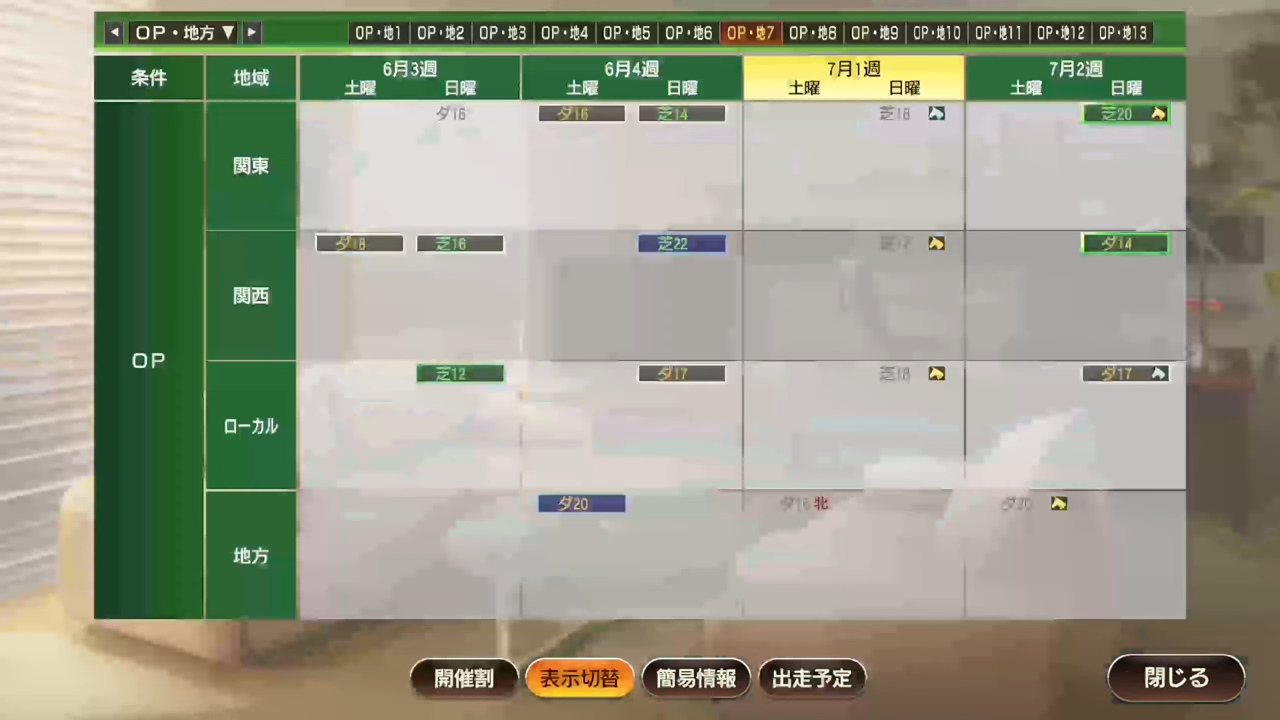 OP・地方▼ OP・地1 OP・地2 OP・地3 OP・地4 OP・地5 OP・地6 OP・地7 OP・地8 OP・地9 OP・地10 OP・地11 OP・地12 OP・地13
条件 地域 6月3週 6月4週 7月1週 7月2週
土曜 日曜 土曜 日曜 土曜 日曜 土曜 日曜
ダ16 ダ16 芝14 芝18 芝20
関東
ダ18 芝16 芝22 ダ14
関西
OP
芝12 ダ17 芝18 ダ17
ローカル
ダ20 ダ16 北 ダ20
地方
開催割 表示切替 簡易情報 出走予定 閉じる